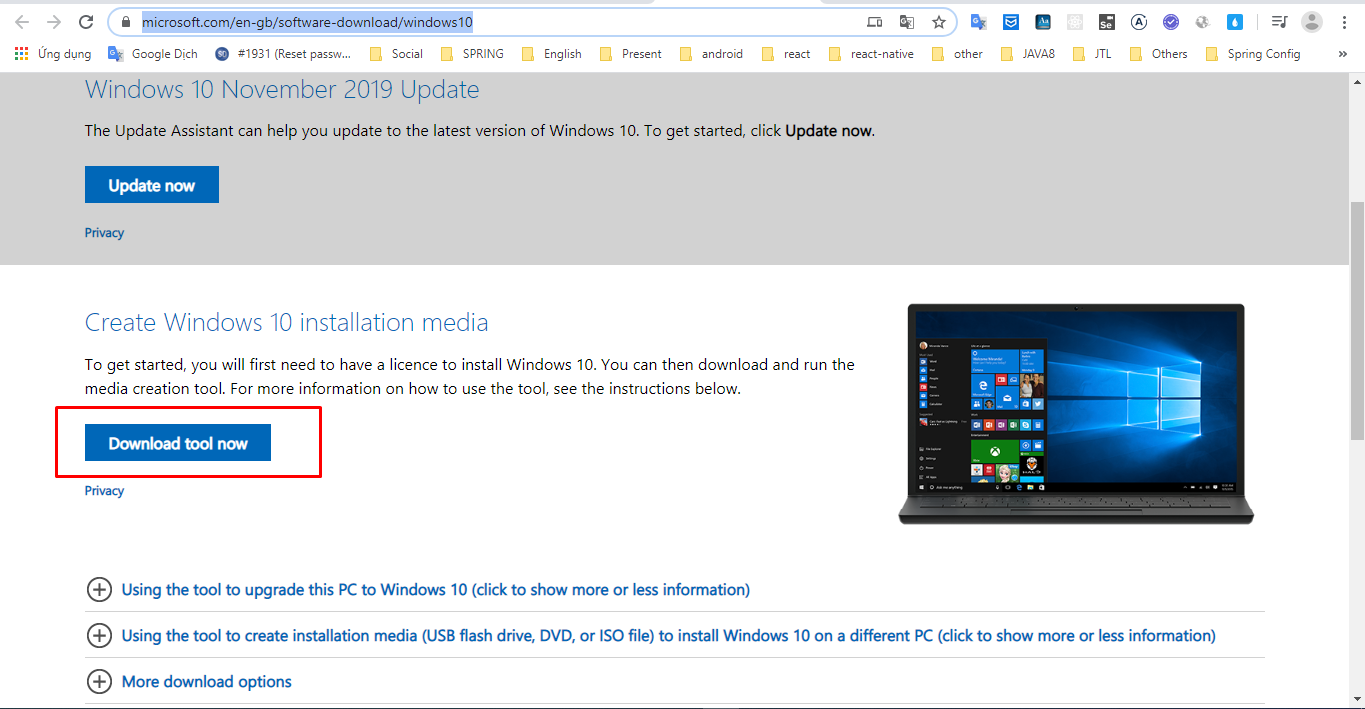 microsoft.com/en-gb/software-download/windows10
Ứng dụng Google Dịch #1931 (Reset passw... Social SPRING English Present android react react-native other JAVA8 JTL Others Spring Config »
Windows 10 November 2019 Update
The Update Assistant can help you update to the latest version of Windows 10. To get started, click Update now.
Update now
Privacy
Create Windows 10 installation media
To get started, you will first need to have a licence to install Windows 10. You can then download and run the
media creation tool. For more information on how to use the tool, see the instructions below.
Download tool now
Privacy
Using the tool to upgrade this PC to Windows 10 (click to show more or less information)
Using the tool to create installation media (USB flash drive, DVD, or ISO file) to install Windows 10 on a different PC (click to show more or less information)
More download options